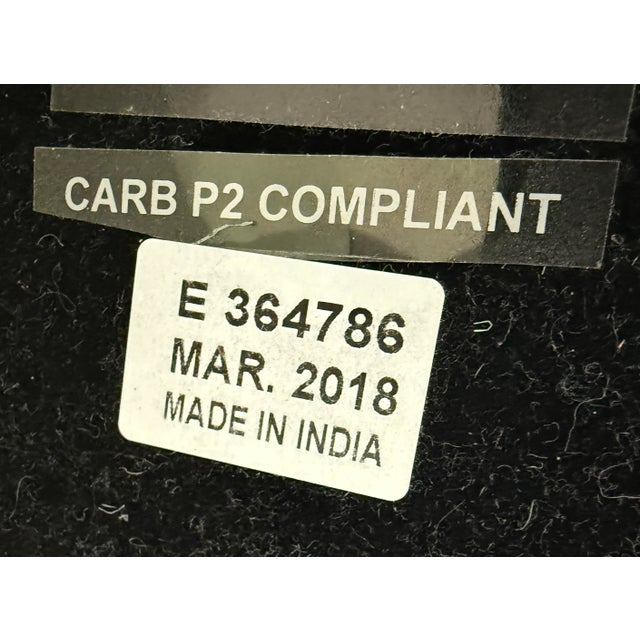 CARB P2 COMPLIANT
E 364786
MAR. 2018
MADE IN INDIA